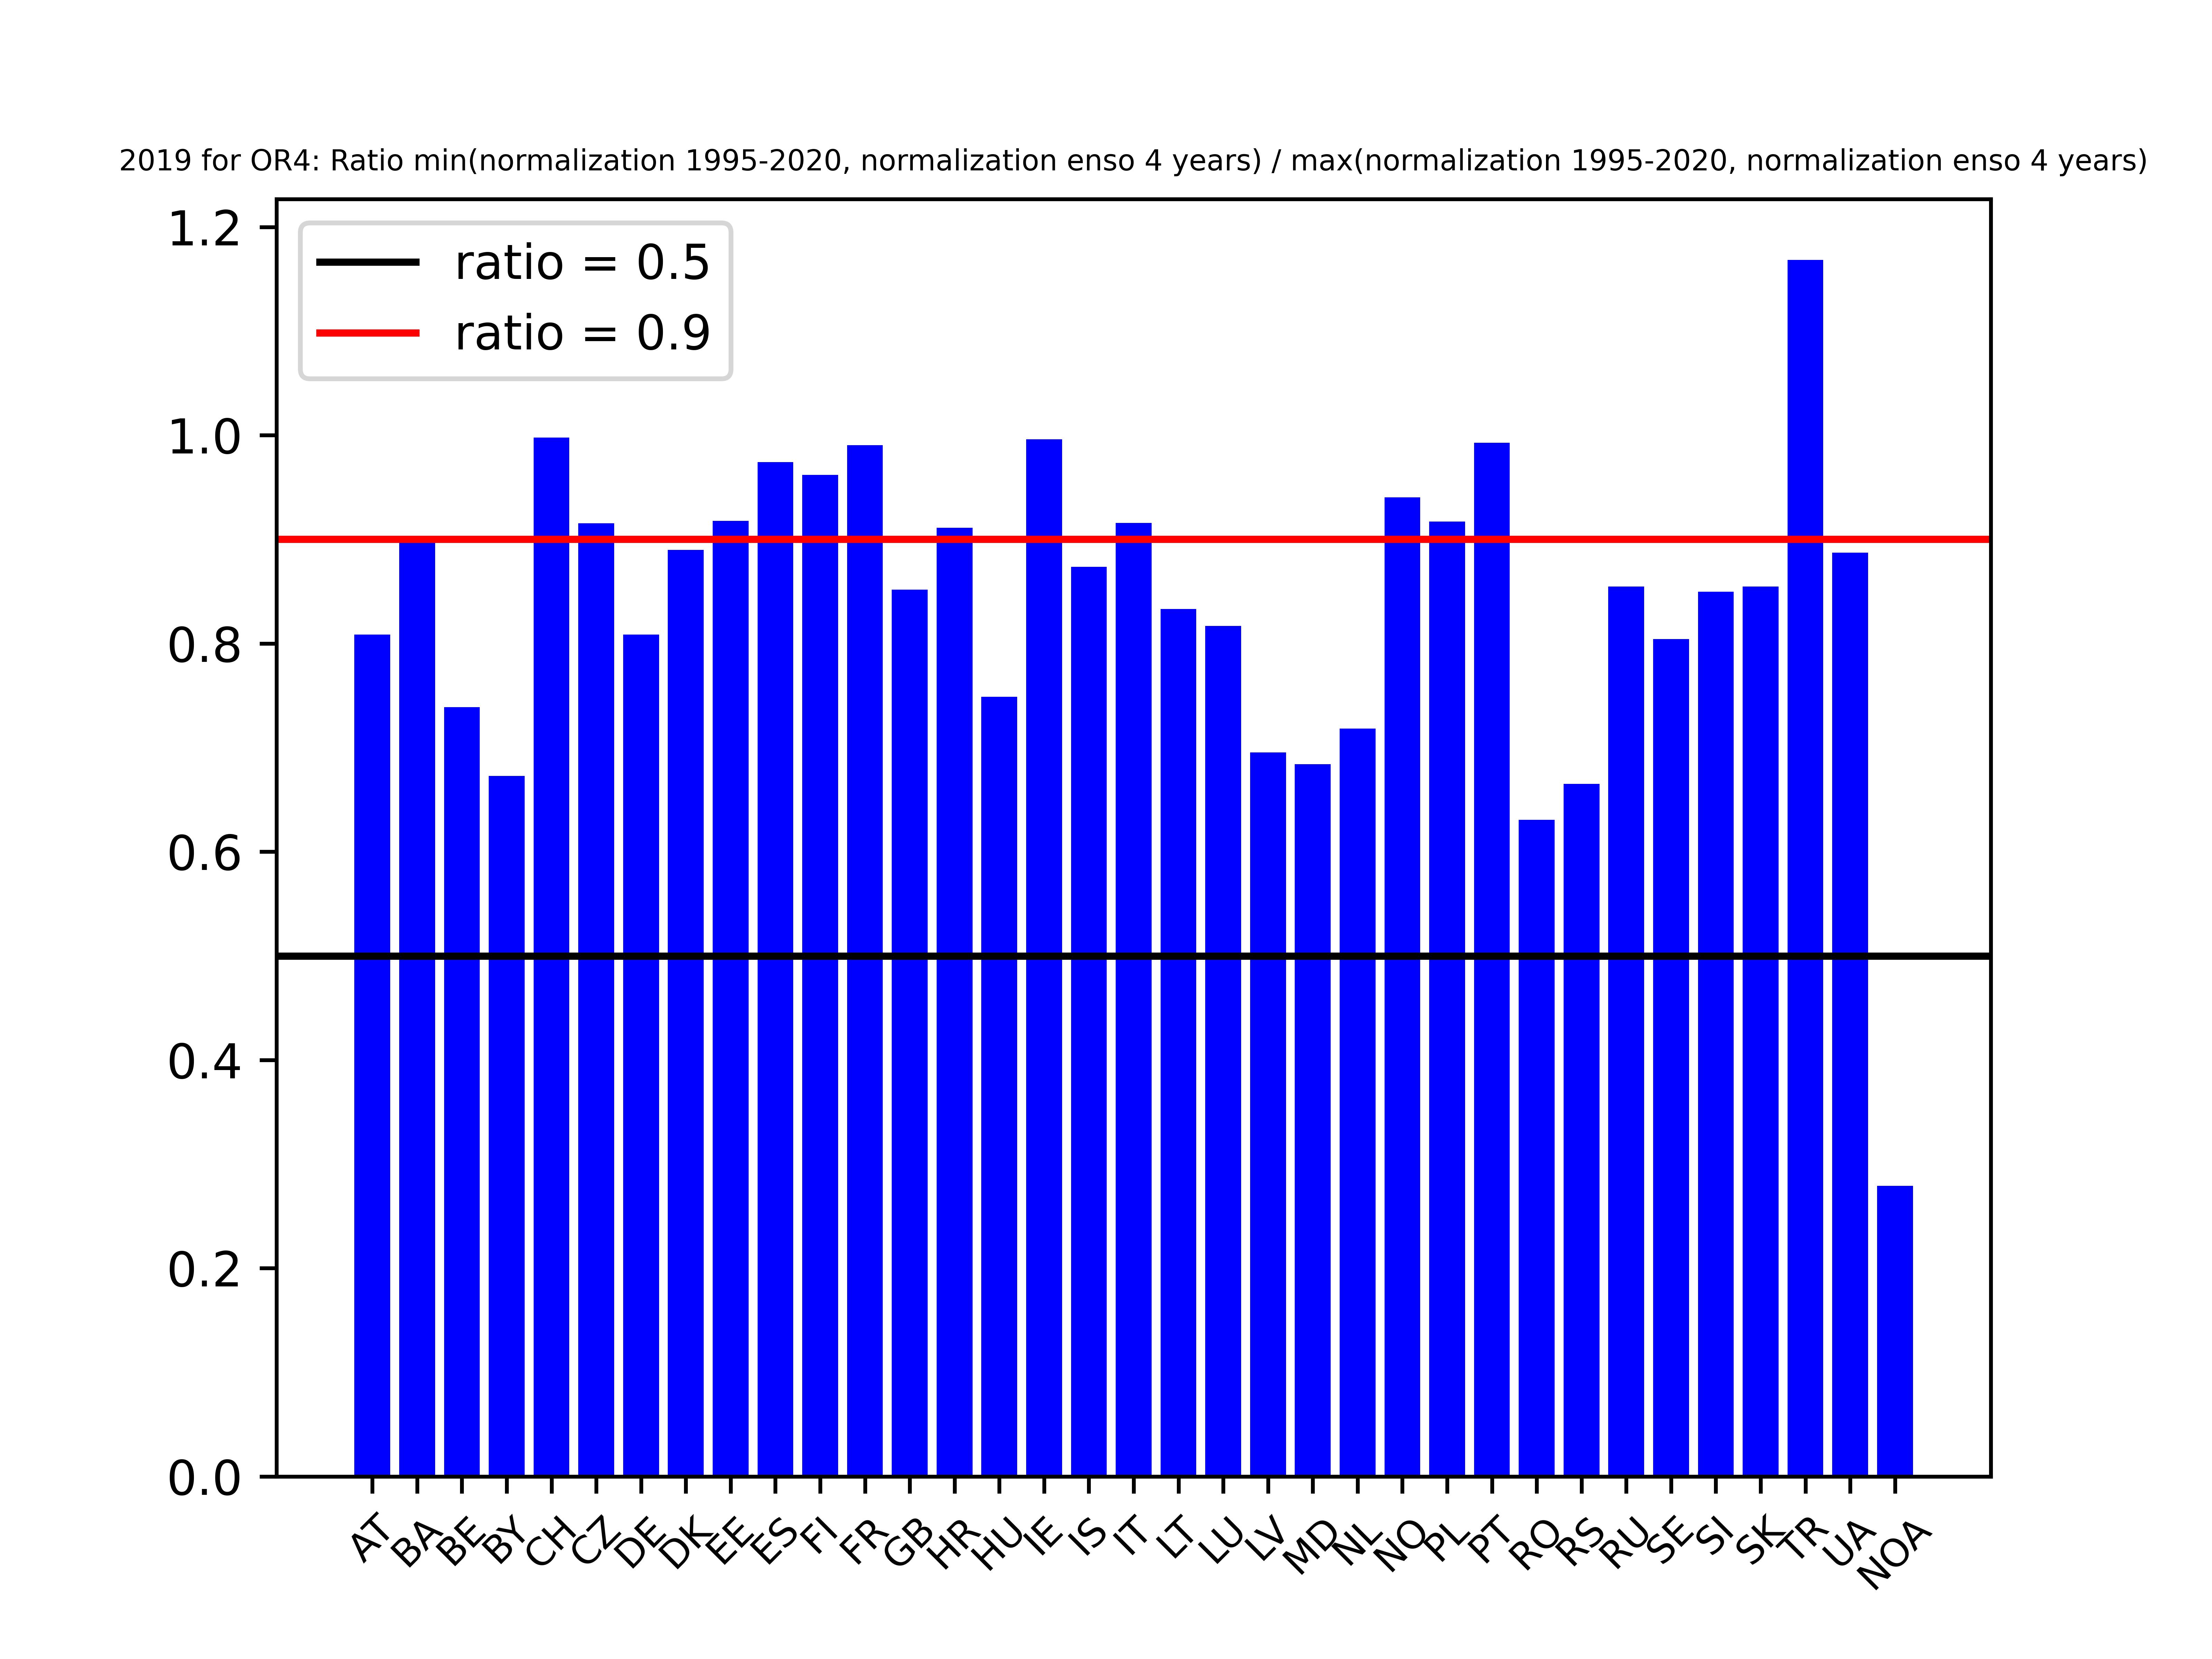 2019 for OR4: Ratio min(normalization 1995-2020, normalization enso 4 years) / max(normalization 1995-2020, normalization enso 4 years)
ratio = 0.5
ratio = 0.9
1.2
1.0
0.8
0.6
0.4
0.2
0.0
AT BA BE BY CH CZ DE DK EE ES FI FR GB HR HU IE IS IT LT LU LV MD NL NO PL PT RO RS RU SE SI SK TR UA NOA